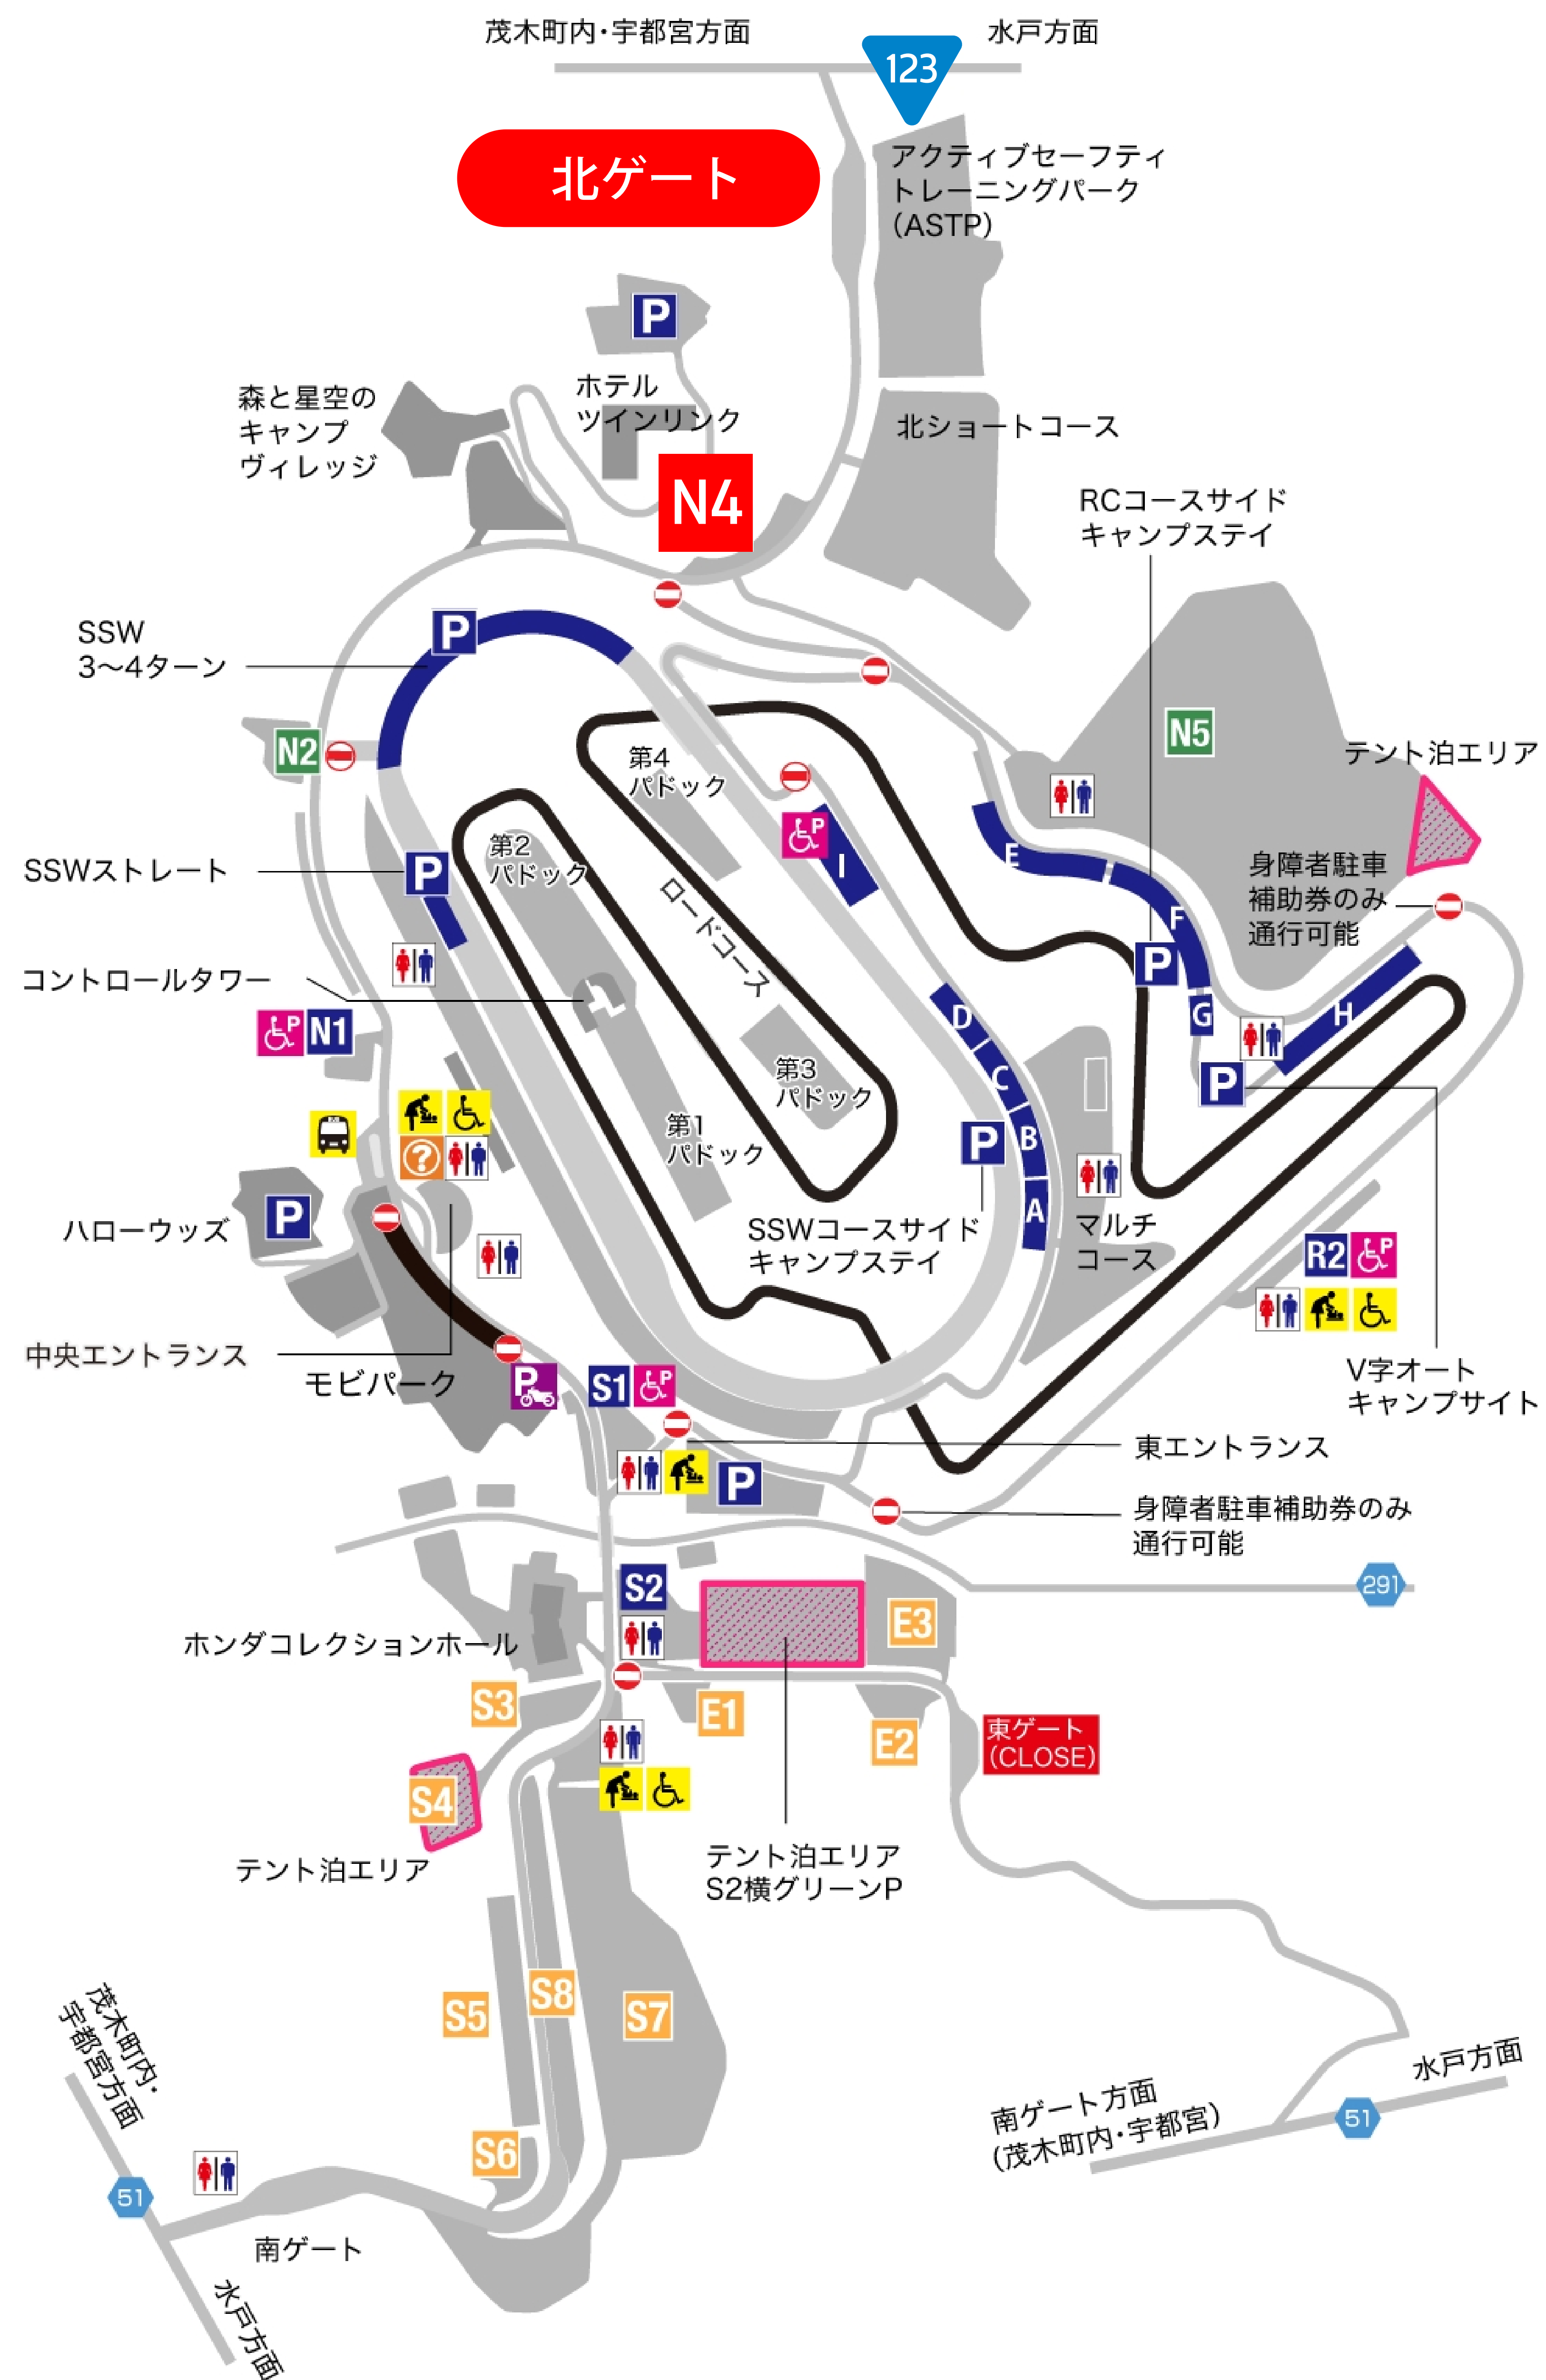 茂木町内・宇都宮方面
水戸方面
123
北ゲート
アクティブセーフティ
トレーニングパーク
(ASTP)
P
ホテル
ツインリンク
森と星空の
キャンプ
ヴィレッジ
北ショートコース
N4
RCコースサイド
キャンプステイ
SSW
3〜4ターン
P
N2
N5
テント泊エリア
第4
パドック
P
I
E
身障者駐車
補助券のみ
通行可能
第2
パドック
SSWストレート
P
ロードコース
F
P
コントロールタワー
P
N1
D
G
H
第3
パドック
C
P
第1
パドック
B
P
A
?
ハローウッズ
P
SSWコースサイド
キャンプステイ
マルチ
コース
R2
P
中央エントランス
モビパーク
P
S1
P
V字オート
キャンプサイト
東エントランス
P
身障者駐車補助券のみ
通行可能
291
S2
E3
ホンダコレクションホール
S3
E1
E2
東ゲート
(CLOSE)
S4
テント泊エリア
テント泊エリア
S2横グリーンP
S5
S8
S7
茂木町内・
宇都宮方面
水戸方面
南ゲート方面
(茂木町内・宇都宮)
51
S6
51
南ゲート
水戸方面